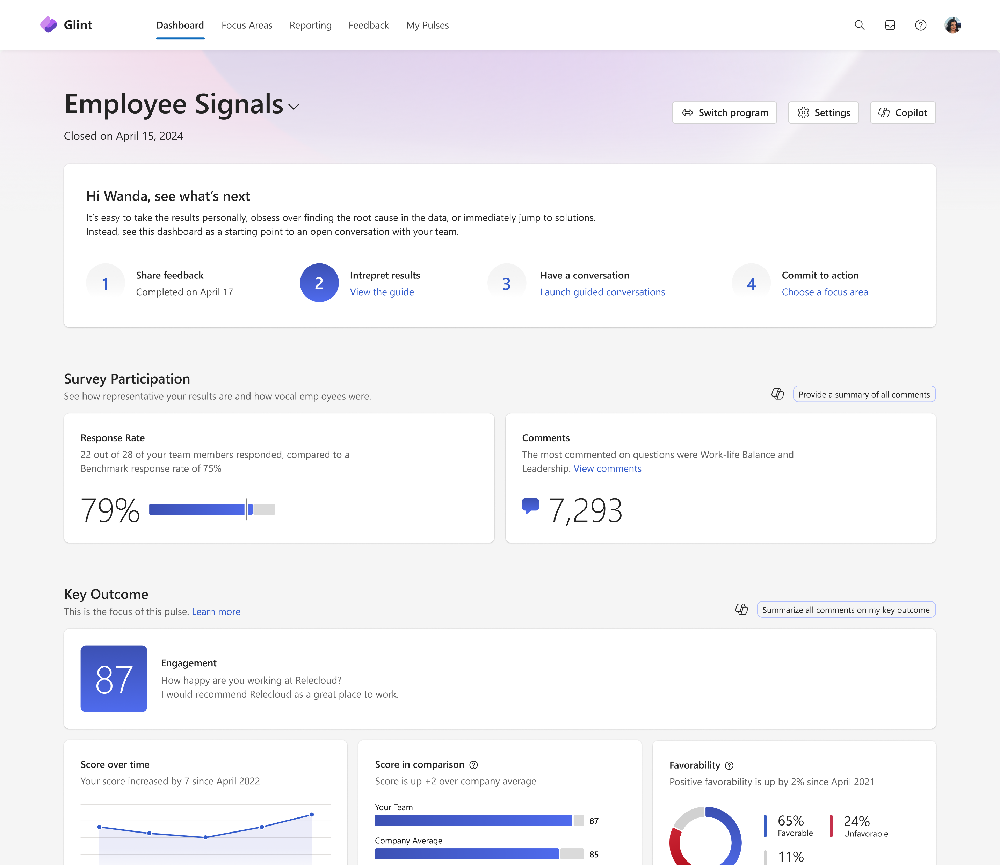 Glint
Dashboard
Focus Areas
Reporting
Feedback
My Pulses
Employee Signals
Closed on April 15, 2024
Switch program
Settings
Copilot
Hi Wanda, see what’s next
It’s easy to take the results personally, obsess over finding the root cause in the data, or immediately jump to solutions.
Instead, see this dashboard as a starting point to an open conversation with your team.
1
Share feedback
Completed on April 17
2
Intrepret results
View the guide
3
Have a conversation
Launch guided conversations
4
Commit to action
Choose a focus area
Survey Participation
See how representative your results are and how vocal employees were.
Provide a summary of all comments
Response Rate
22 out of 28 of your team members responded, compared to a
Benchmark response rate of 75%
79%
Comments
The most commented on questions were Work-life Balance and
Leadership. View comments
7,293
Key Outcome
This is the focus of this pulse. Learn more
Summarize all comments on my key outcome
87
Engagement
How happy are you working at Relecloud?
I would recommend Relecloud as a great place to work.
Score over time
Your score increased by 7 since April 2022
Score in comparison
Score is up +2 over company average
Your Team
87
Company Average
85
Favorability
Positive favorability is up by 2% since April 2021
65%
Favorable
24%
Unfavorable
11%